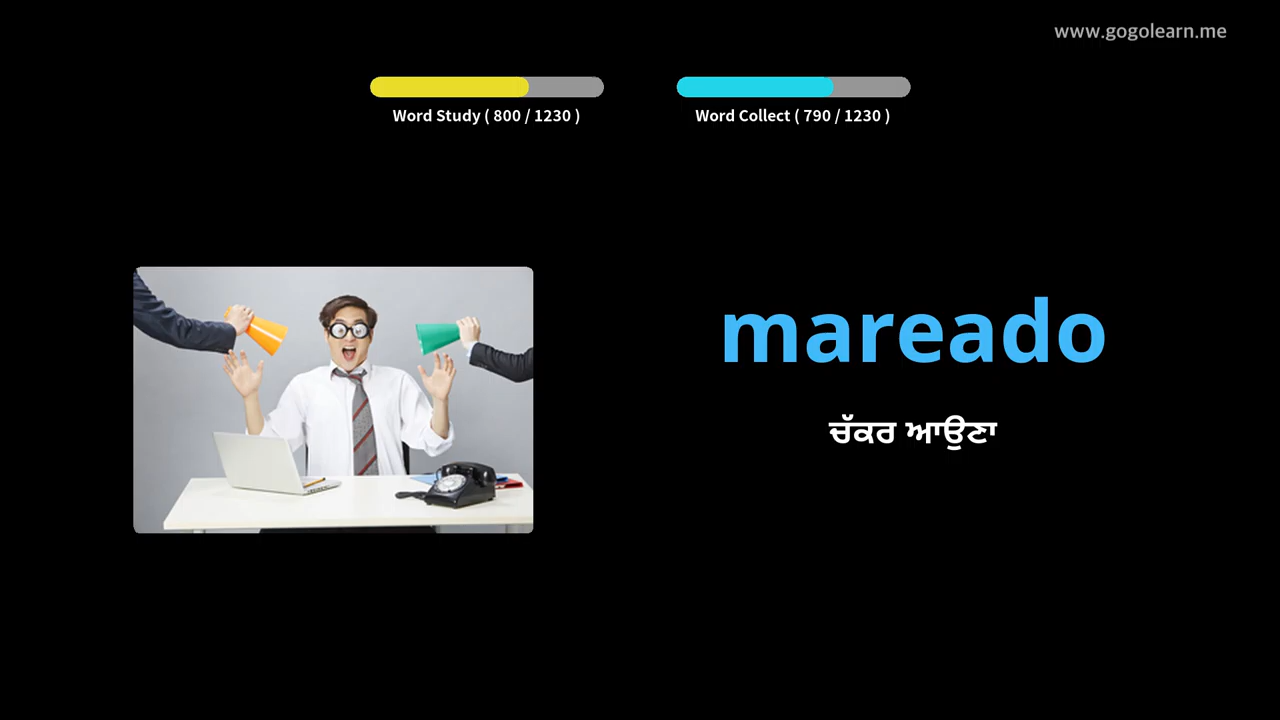 www.gogolearn.me
Word Study ( 800 / 1230 )
Word Collect ( 790 / 1230 )
mareado
ਚੱਕਰ ਆਉਣਾ